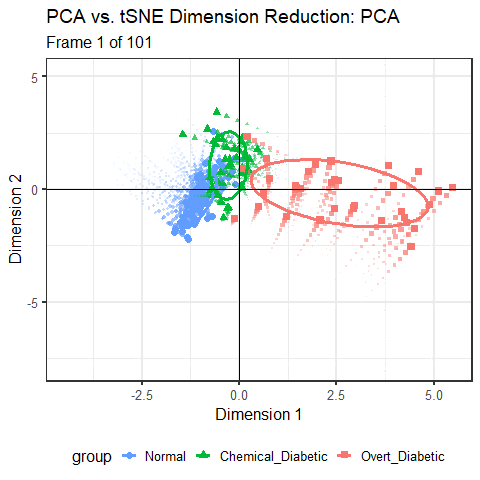 PCA vs. tSNE Dimension Reduction: PCA
Frame 1 of 101
5
0
-5
Dimension 2
-2.5 0.0 2.5 5.0
Dimension 1
group Normal Chemical_Diabetic Overt_Diabetic